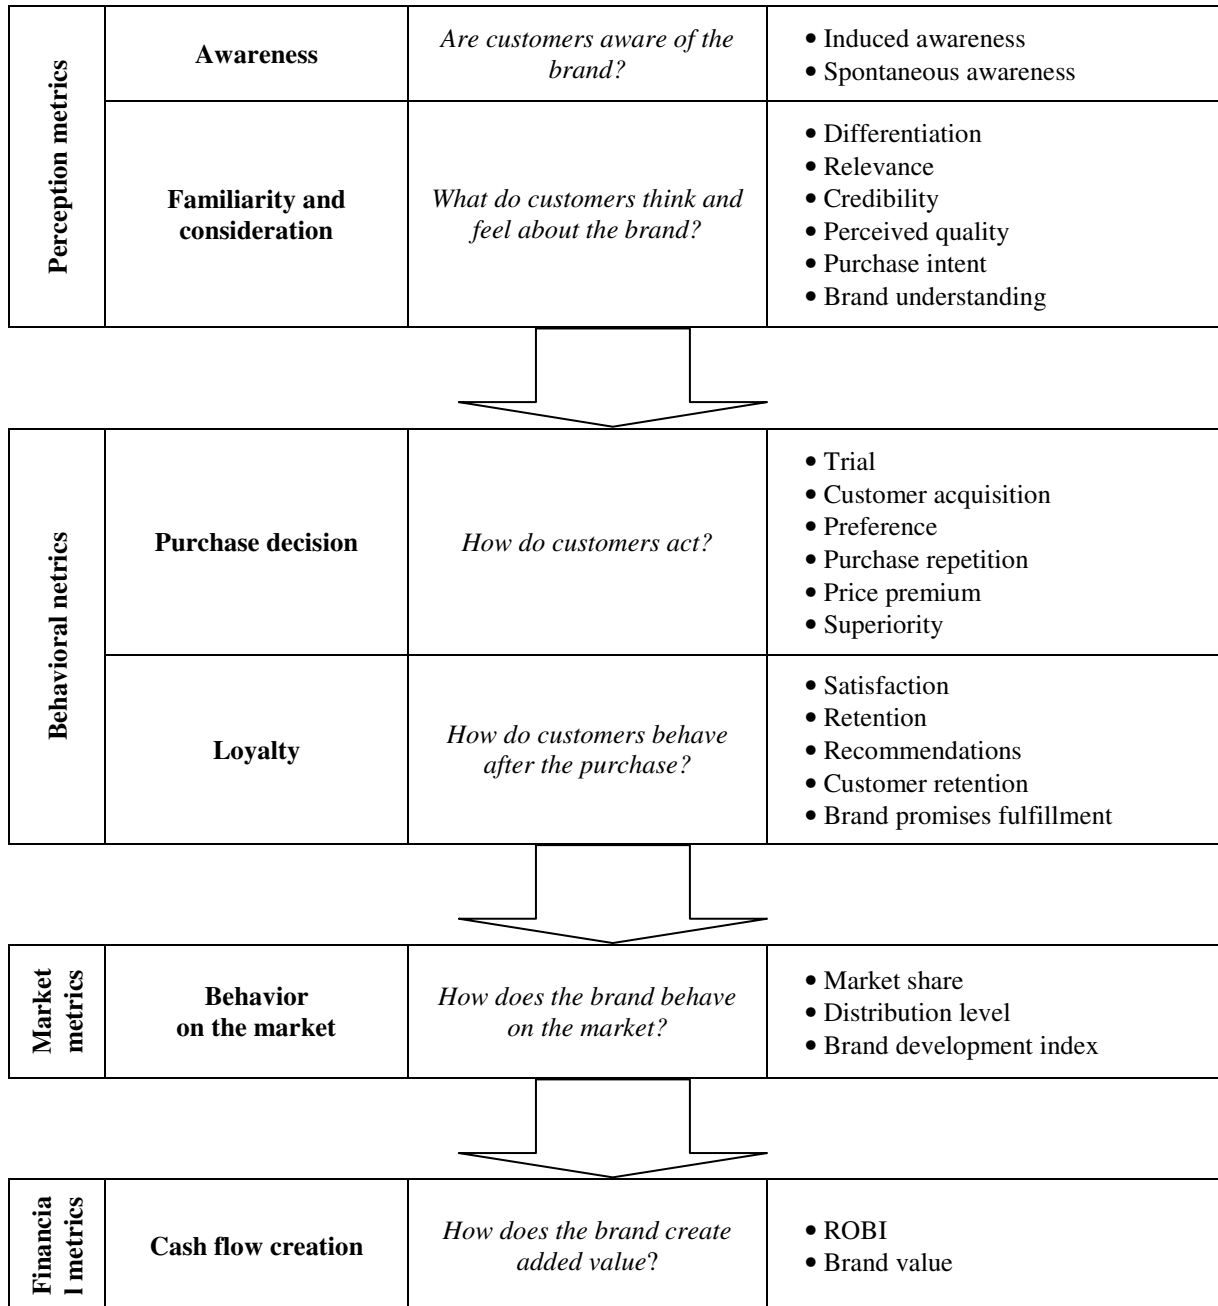 Perception metrics
Awareness
Are customers aware of the
brand?
• Induced awareness
• Spontaneous awareness
Familiarity and
consideration
What do customers think and
feel about the brand?
• Differentiation
• Relevance
• Credibility
• Perceived quality
• Purchase intent
• Brand understanding
Behavioral netrics
Purchase decision
How do customers act?
• Trial
• Customer acquisition
• Preference
• Purchase repetition
• Price premium
• Superiority
Loyalty
How do customers behave
after the purchase?
• Satisfaction
• Retention
• Recommendations
• Customer retention
• Brand promises fulfillment
Market
metrics
Behavior
on the market
How does the brand behave
on the market?
• Market share
• Distribution level
• Brand development index
Financia
l metrics
Cash flow creation
How does the brand create
added value?
• ROBI
• Brand value